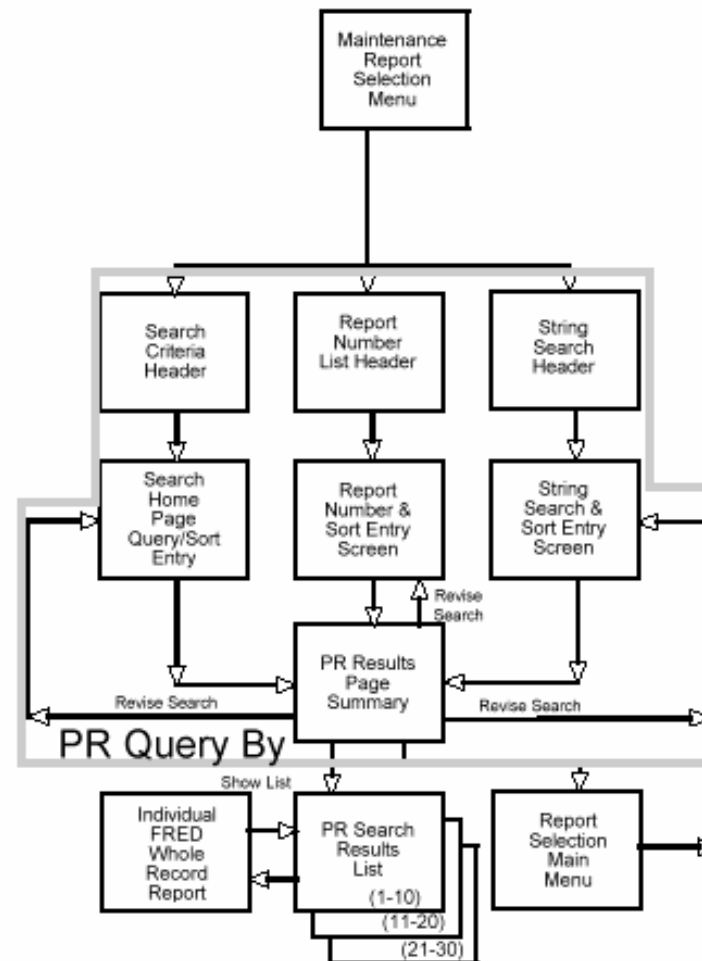 Maintenance
Report
Selection
Menu
Search
Criteria
Header
Report
Number
List Header
String
Search
Header
Search
Home
Page
Query/Sort
Entry
Report
Number &
Sort Entry
Screen
String
Search &
Sort Entry
Screen
Revise
Search
PR Results
Page
Summary
Revise Search
Revise Search
PR Query By
Show List
Individual
FRED
Whole
Record
Report
PR Search
Results
List
(1-10)
(11-20)
(21-30)
Report
Selection
Main
Menu